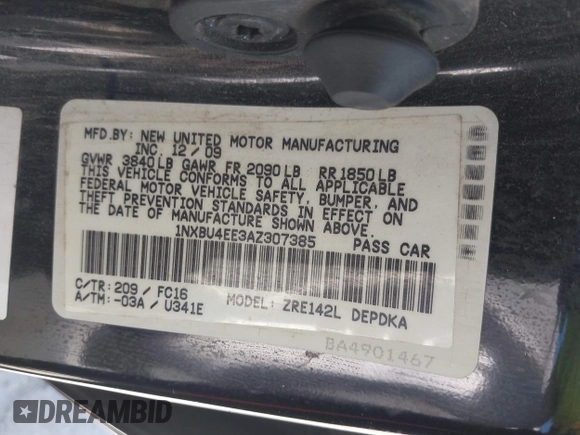 MFD.BY: NEW UNITED MOTOR MANUFACTURING
INC. 12/09
GVWR 3840LB GAWR FR 2090LB RR 1850LB
THIS VEHICLE CONFORMS TO ALL APPLICABLE
FEDERAL MOTOR VEHICLE SAFETY, BUMPER, AND
THEFT PREVENTION STANDARDS IN EFFECT ON
THE DATE OF MANUFACTURE SHOWN ABOVE.
1NXBU4EE3AZ307385 PASS CAR
C/TR: 209 / FC16
A/TM: -03A / U341E MODEL: ZRE142L DEPDKA
BA4901467
DREAMBID